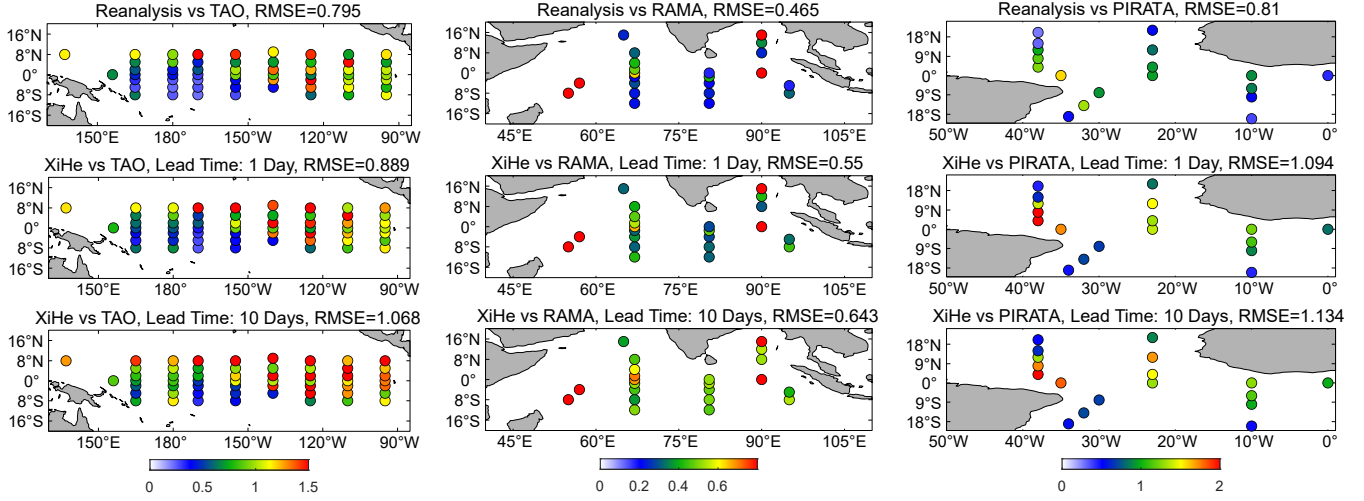 Reanalysis vs TAO, RMSE=0.795
16°N
8°N
0°
8°S
16°S
150°E 180° 150°W 120°W 90°W
Reanalysis vs RAMA, RMSE=0.465
16°N
8°N
0°
8°S
16°S
45°E 60°E 75°E 90°E 105°E
Reanalysis vs PIRATA, RMSE=0.81
18°N
9°N
0°
9°S
18°S
50°W 40°W 30°W 20°W 10°W 0°
XiHe vs TAO, Lead Time: 1 Day, RMSE=0.889
16°N
8°N
0°
8°S
16°S
150°E 180° 150°W 120°W 90°W
XiHe vs RAMA, Lead Time: 1 Day, RMSE=0.55
16°N
8°N
0°
8°S
16°S
45°E 60°E 75°E 90°E 105°E
XiHe vs PIRATA, Lead Time: 1 Day, RMSE=1.094
18°N
9°N
0°
9°S
18°S
50°W 40°W 30°W 20°W 10°W 0°
XiHe vs TAO, Lead Time: 10 Days, RMSE=1.068
16°N
8°N
0°
8°S
16°S
150°E 180° 150°W 120°W 90°W
0 0.5 1 1.5
XiHe vs RAMA, Lead Time: 10 Days, RMSE=0.643
16°N
8°N
0°
8°S
16°S
45°E 60°E 75°E 90°E 105°E
0 0.2 0.4 0.6
XiHe vs PIRATA, Lead Time: 10 Days, RMSE=1.134
18°N
9°N
0°
9°S
18°S
50°W 40°W 30°W 20°W 10°W 0°
0 1 2